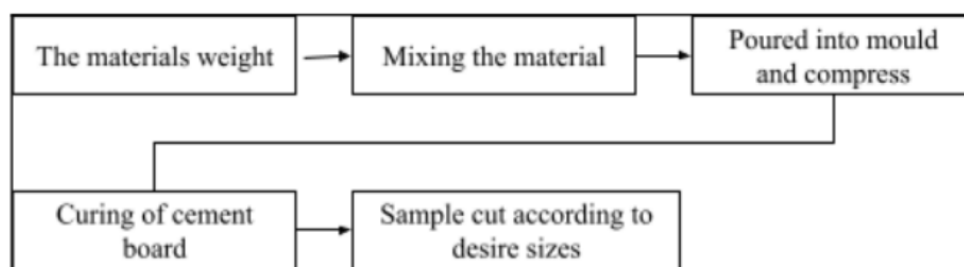 The materials weight
Mixing the material
Poured into mould
and compress
Curing of cement
board
Sample cut according to
desire sizes